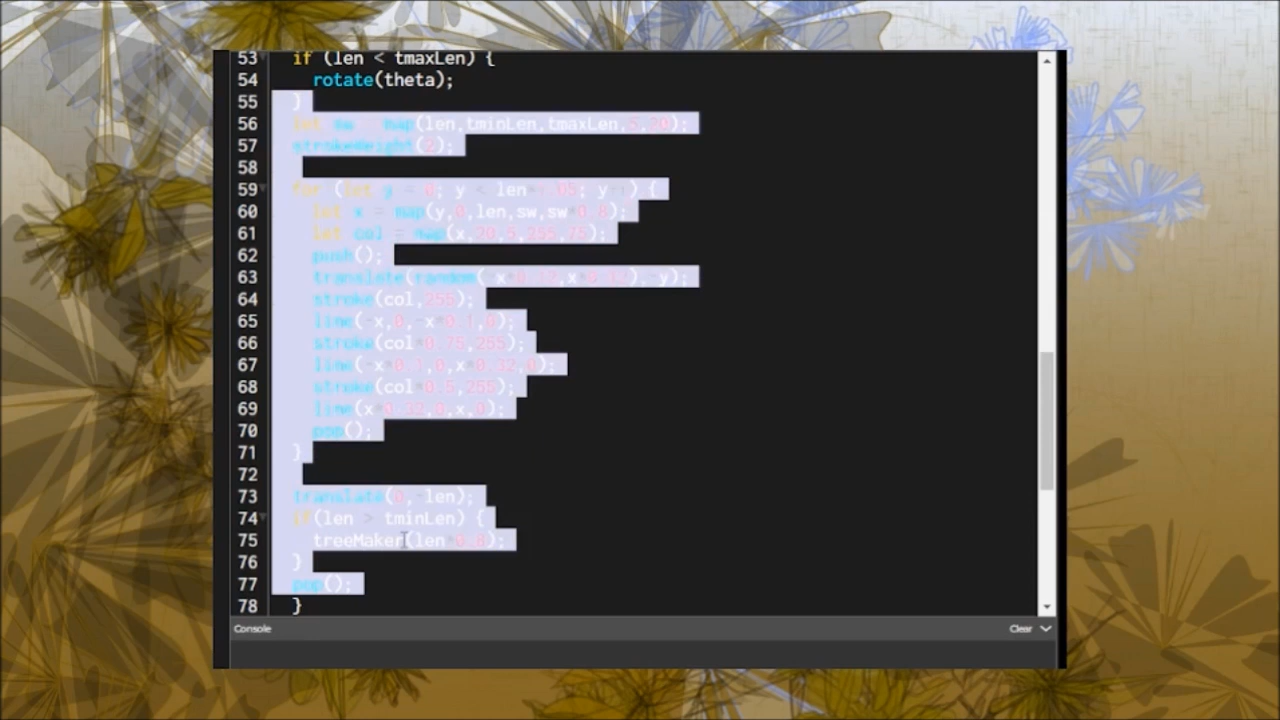 53 if (len < tmaxLen) {
54 rotate(theta);
55 }
56 let sw = map(len,tminLen,tmaxLen,5,20);
57 strokeWeight(2);
58
59 for (let y = 0; y < len*1.05; y+=1) {
60 let x = map(y,0,len,sw,sw*0.8);
61 let col = map(x,20,5,255,75);
62 push();
63 translate(random(-x*0.12,x*0.12),-y);
64 stroke(col,255);
65 line(-x,0,-x*0.1,0);
66 stroke(col*0.75,255);
67 line(-x*0.1,0,x*0.32,0);
68 stroke(col*0.5,255);
69 line(x*0.32,0,x,0);
70 pop();
71 }
72
73 translate(0,-len);
74 if(len > tminLen) {
75 treeMaker(len*0.8);
76 }
77 pop();
78 }
Console Clear